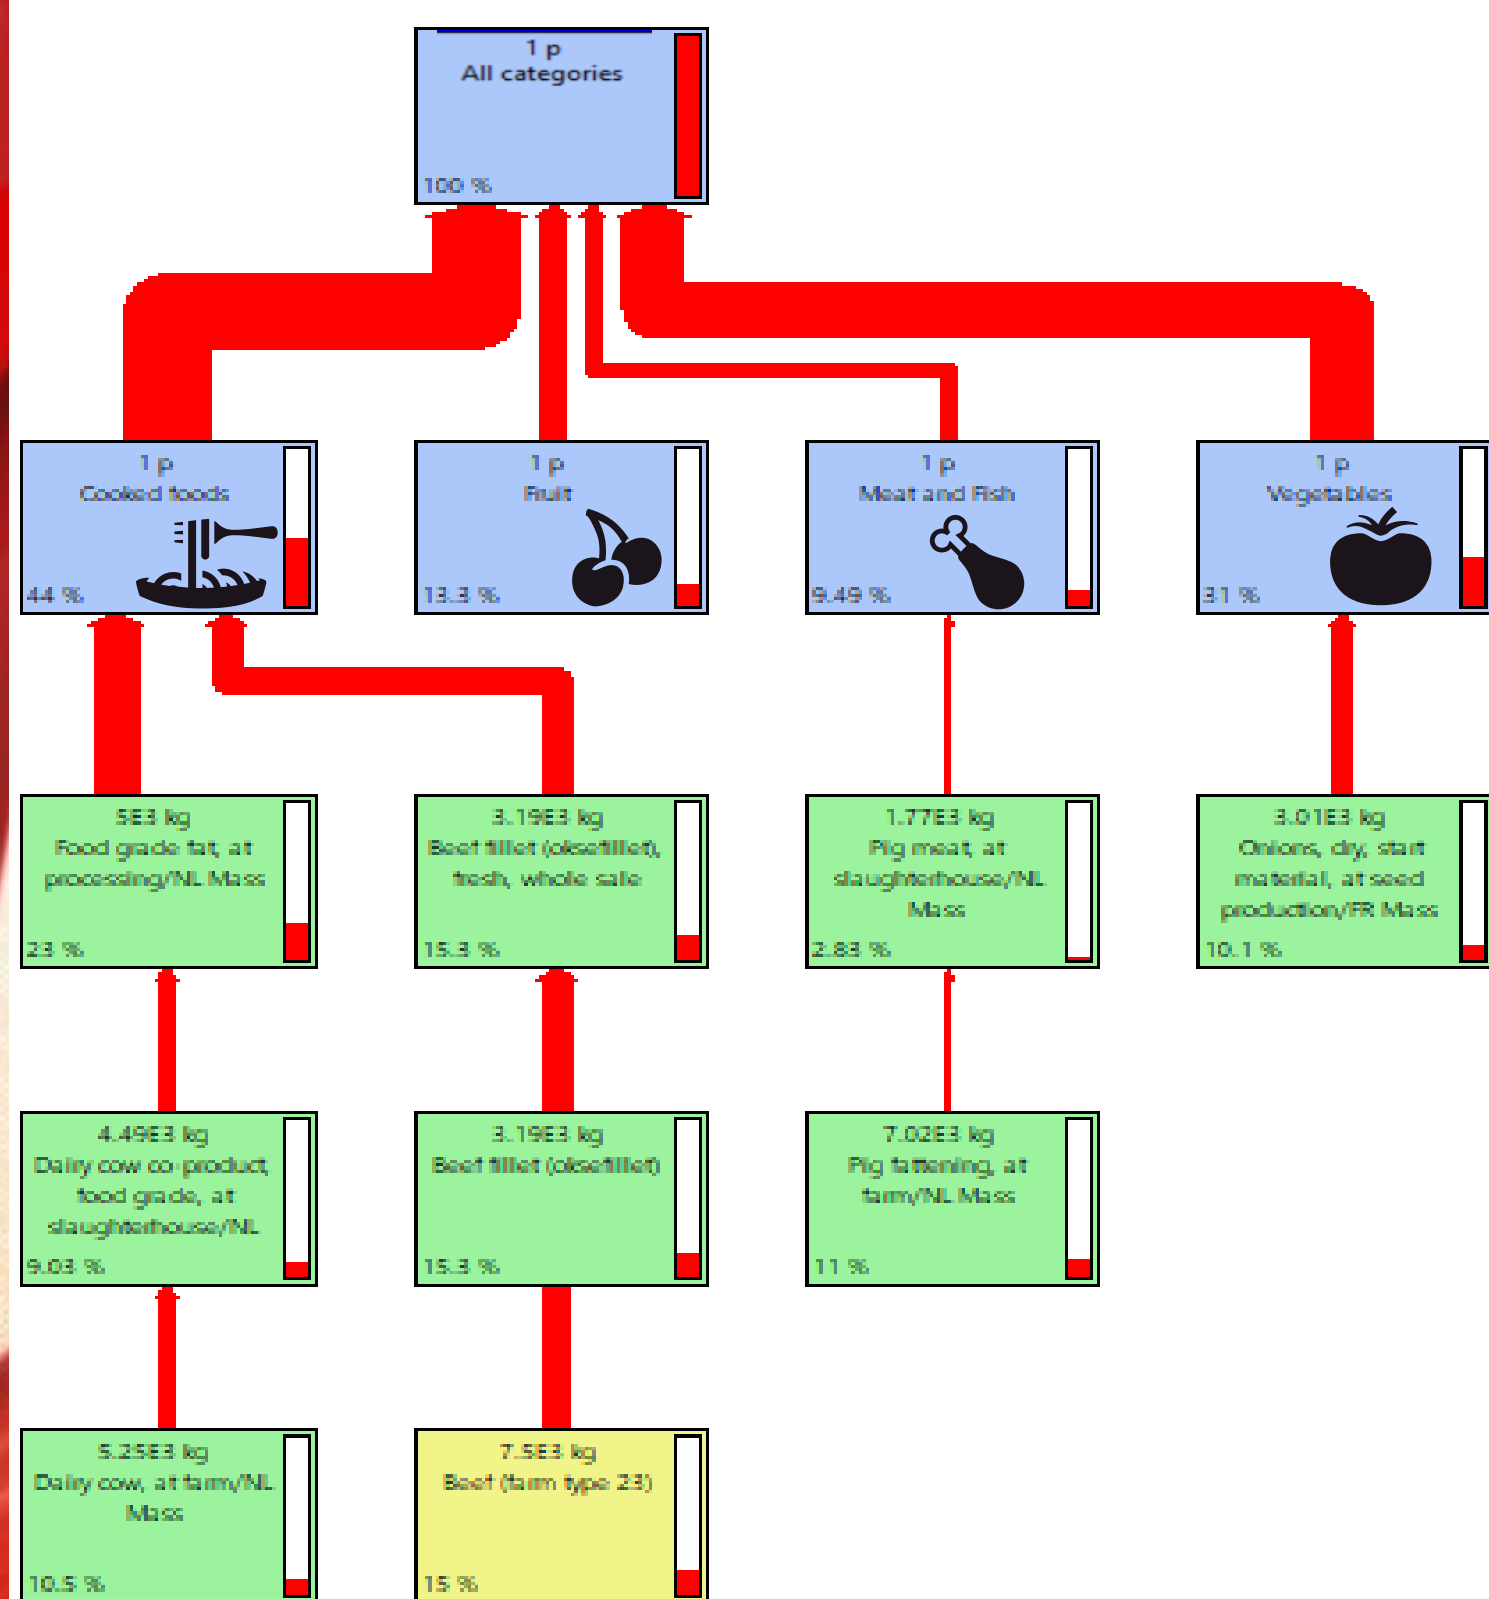 1 p
All categories
100 %
1 p
Cooked foods
44 %
1 p
Fruit
13.3 %
1 p
Meat and Fish
9.49 %
1 p
Vegetables
31 %
5E3 kg
Food grade fat, at
processing/NL Mass
23 %
3.19E3 kg
Beef fillet (oksefillet),
fresh, whole sale
15.3 %
1.77E3 kg
Pig meat, at
slaughterhouse/NL
Mass
2.83 %
3.01E3 kg
Onions, dry, start
material, at seed
production/FR Mass
10.1 %
4.49E3 kg
Dairy cow co-product,
food grade, at
slaughterhouse/NL
9.03 %
3.19E3 kg
Beef fillet (oksefillet)
15.3 %
7.02E3 kg
Pig fattening, at
farm/NL Mass
11 %
5.25E3 kg
Dairy cow, at farm/NL
Mass
10.5 %
7.5E3 kg
Beef (farm type 23)
15 %